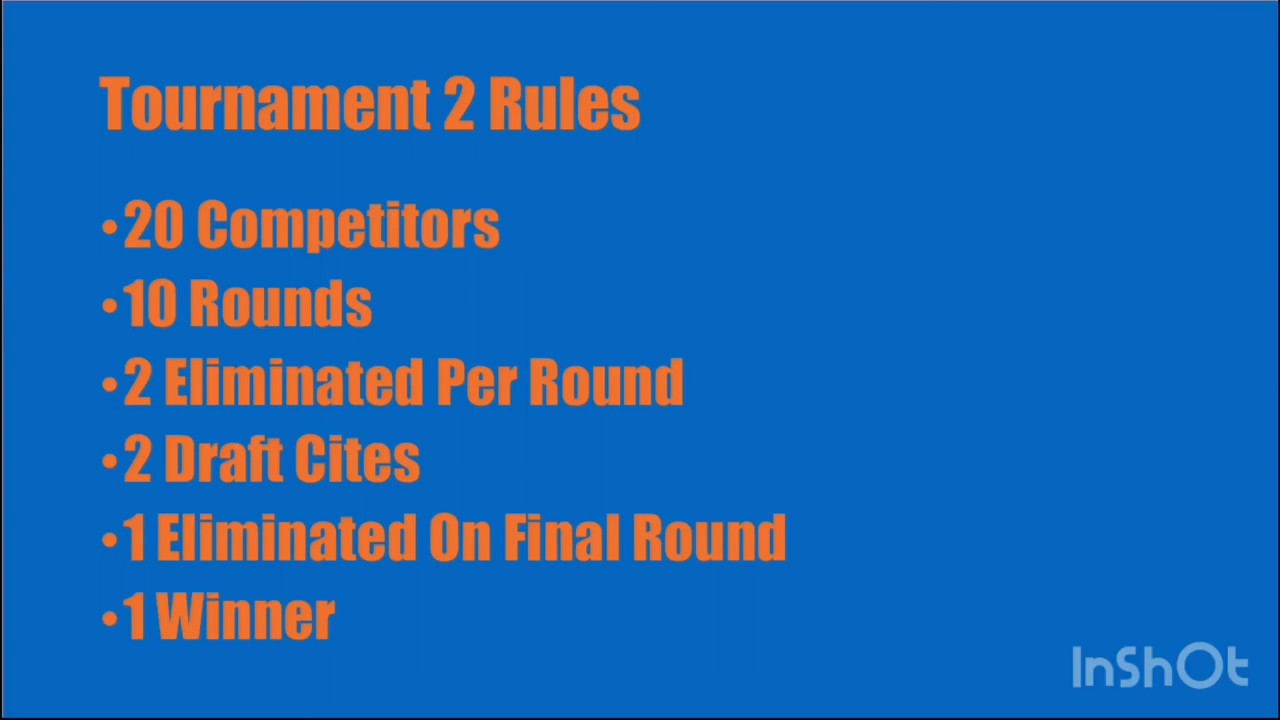 Tournament 2 Rules
•20 Competitors
•10 Rounds
•2 Eliminated Per Round
•2 Draft Cites
•1 Eliminated On Final Round
•1 Winner
InShOt